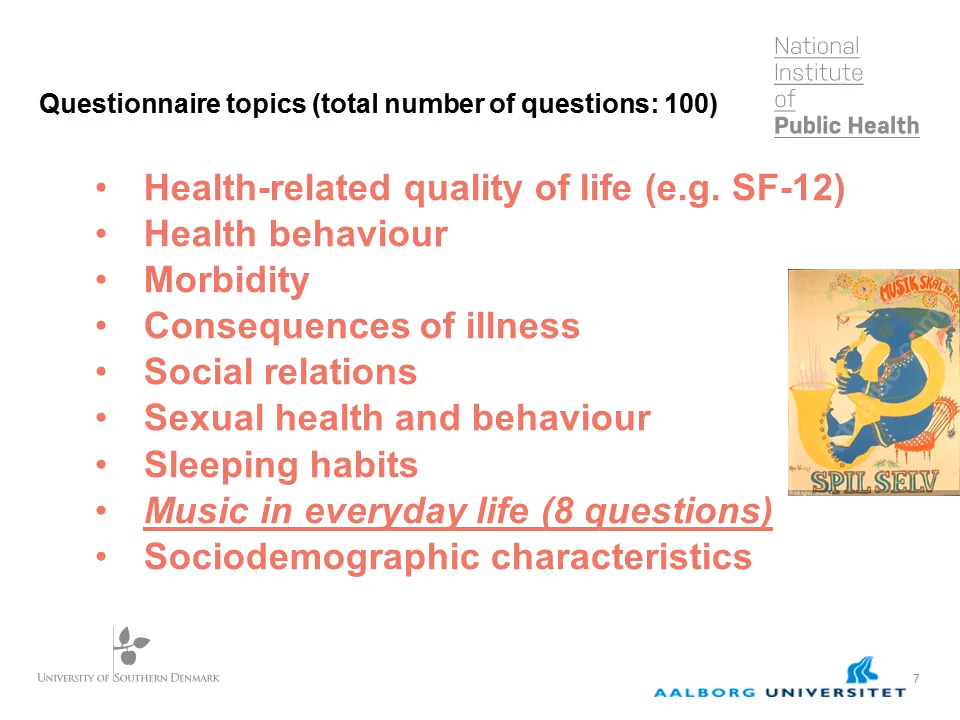 National
Institute
of
Public Health
Questionnaire topics (total number of questions: 100)
• Health-related quality of life (e.g. SF-12)
• Health behaviour
• Morbidity
• Consequences of illness
• Social relations
• Sexual health and behaviour
• Sleeping habits
• Music in everyday life (8 questions)
• Sociodemographic characteristics
MUSIK SKAL
SPIL SELV
UNIVERSITY OF SOUTHERN DENMARK
AALBORG UNIVERSITET
7